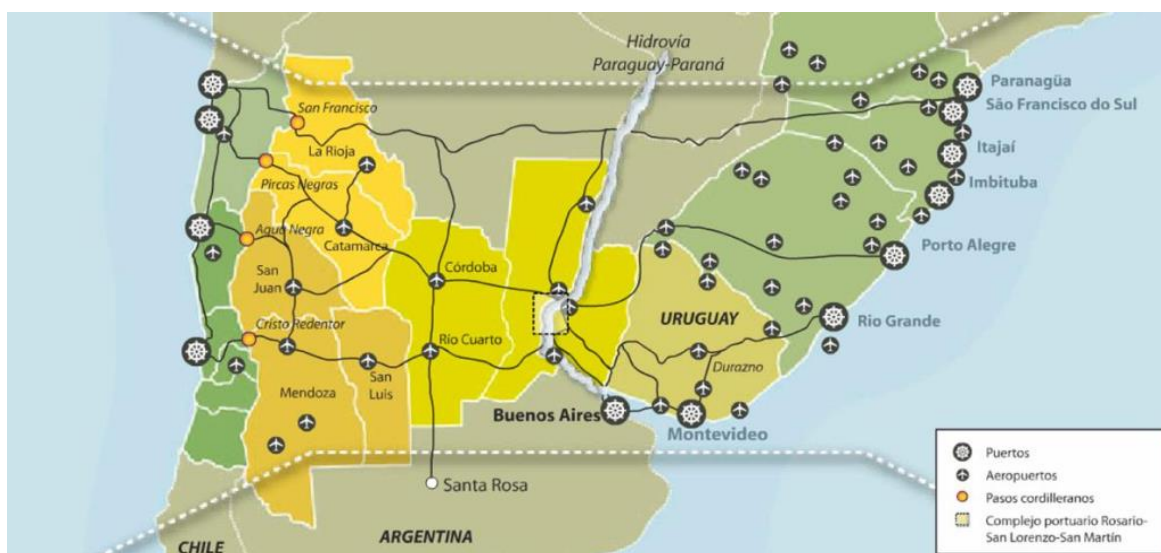 Hidrovía
Paraguay-Paraná
Paranagüa
São Francisco do Sul
San Francisco
La Rioja
Itajaí
Pircas Negras
Imbituba
Agua Negra
Catamarca
Porto Alegre
San
Juan
Córdoba
Cristo Redentor
URUGUAY
Rio Grande
Río Cuarto
San
Luis
Durazno
Mendoza
Buenos Aires
Montevideo
Santa Rosa
CHILE
ARGENTINA
Puertos
Aeropuertos
Pasos cordilleranos
Complejo portuario Rosario-
San Lorenzo-San Martín